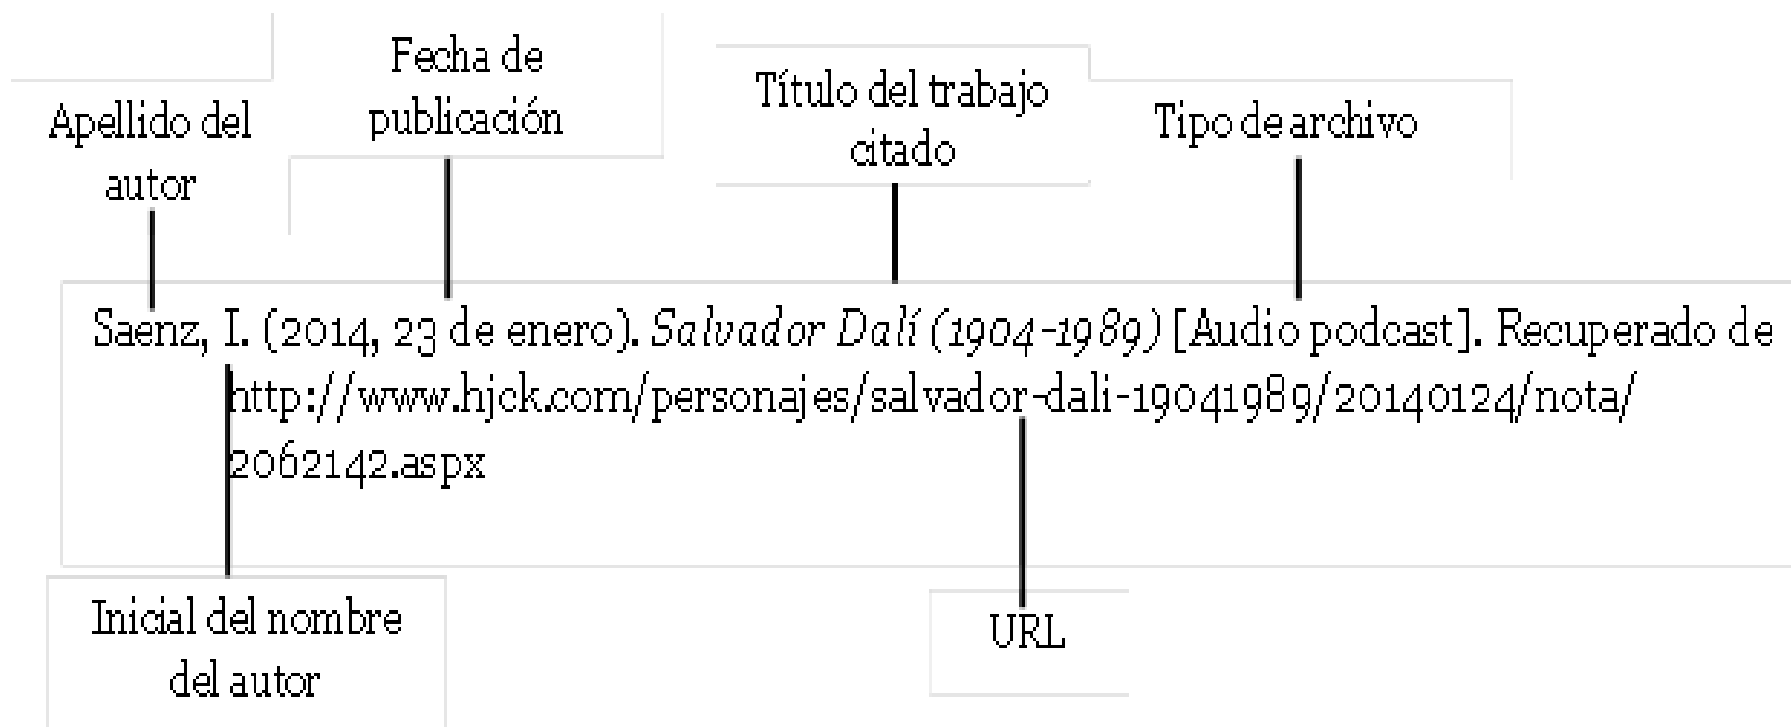 Fecha de
publicación
Apellido del
autor
Título del trabajo
citado
Tipo de archivo
Saenz, I. (2014, 23 de enero). Salvador Dalí (1904-1989) [Audio podcast]. Recuperado de
http://www.hjck.com/personajes/salvador-dali-19041989/20140124/nota/
2062142.aspx
Inicial del nombre
del autor
URL